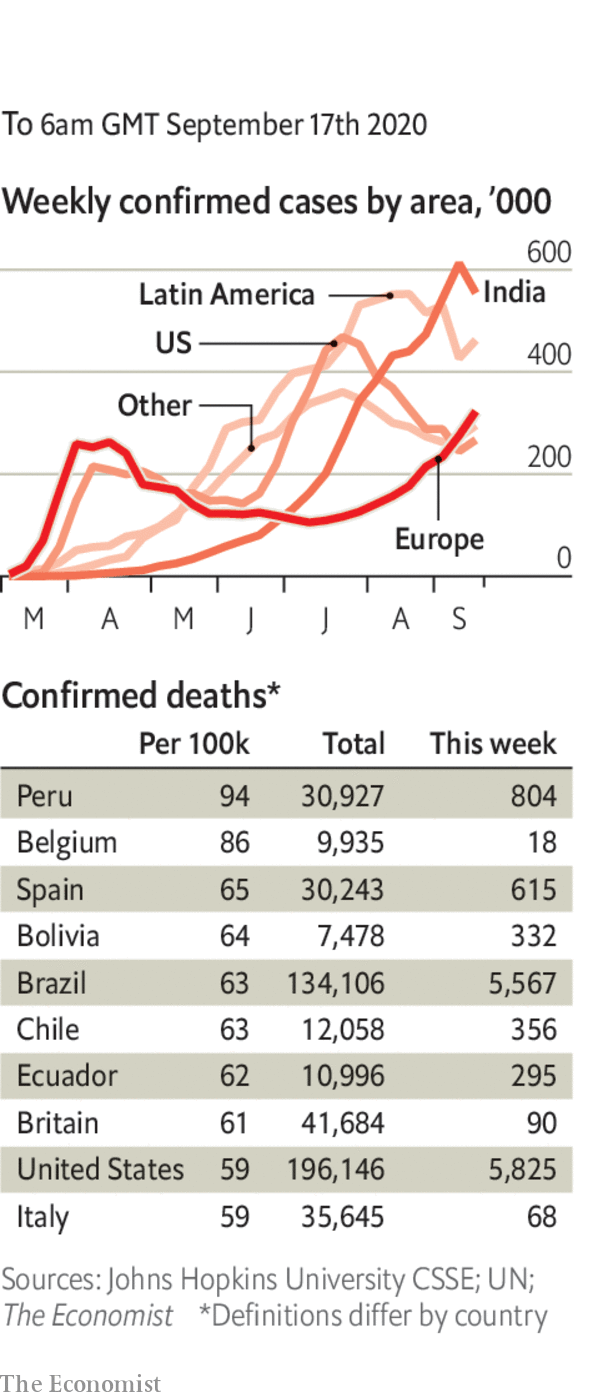 To 6am GMT September 17th 2020
Weekly confirmed cases by area, ’000
600
Latin America
India
US
400
Other
200
Europe
0
M A M J J A S
Confirmed deaths*
Per 100k Total This week
Peru 94 30,927 804
Belgium 86 9,935 18
Spain 65 30,243 615
Bolivia 64 7,478 332
Brazil 63 134,106 5,567
Chile 63 12,058 356
Ecuador 62 10,996 295
Britain 61 41,684 90
United States 59 196,146 5,825
Italy 59 35,645 68
Sources: Johns Hopkins University CSSE; UN;
The Economist *Definitions differ by country
The Economist